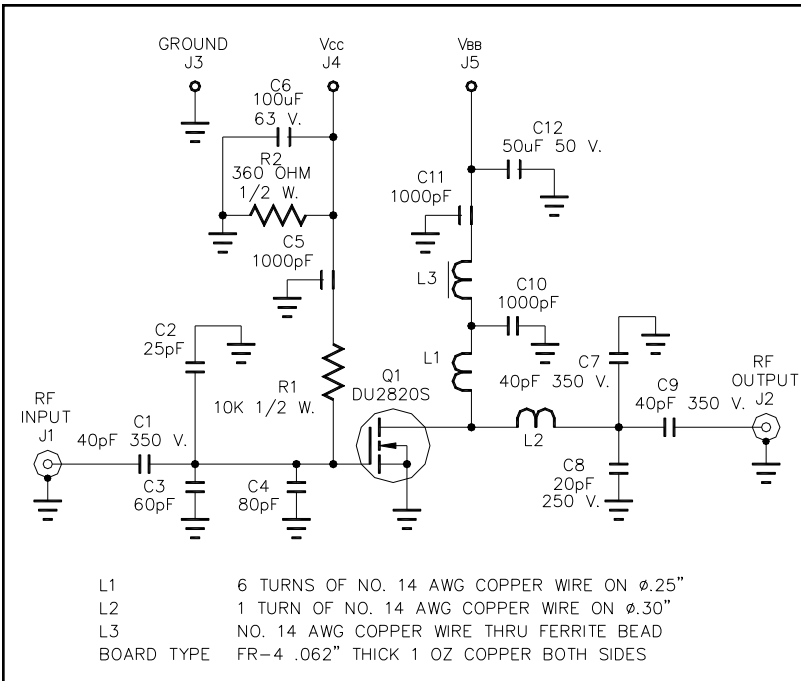 GROUND
J3
Vcc
J4
VBB
J5
C6
100uF
63 V.
R2
360 OHM
1/2 W.
C5
1000pF
C12
50uF 50 V.
C11
1000pF
L3
C10
1000pF
C2
25pF
L1
R1
10K 1/2 W.
Q1
DU2820S
C7
40pF 350 V.
C9
40pF 350 V.
RF
OUTPUT
J2
RF
INPUT
J1
C1
40pF 350 V.
L2
C3
60pF
C4
80pF
C8
20pF
250 V.
L1 6 TURNS OF NO. 14 AWG COPPER WIRE ON ø.25”
L2 1 TURN OF NO. 14 AWG COPPER WIRE ON ø.30”
L3 NO. 14 AWG COPPER WIRE THRU FERRITE BEAD
BOARD TYPE FR-4 .062” THICK 1 OZ COPPER BOTH SIDES